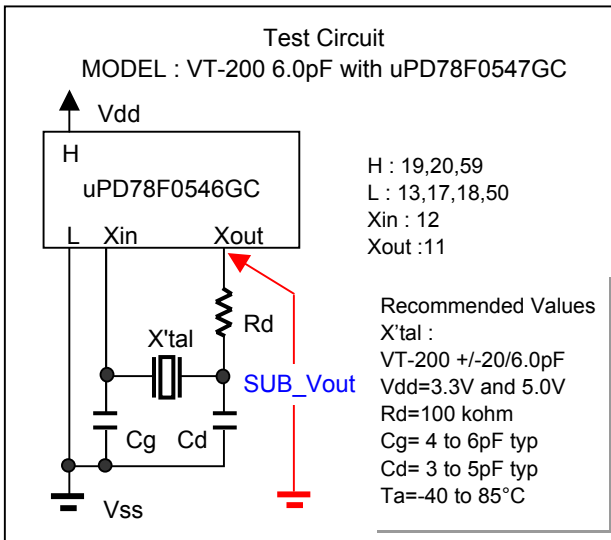 Test Circuit
MODEL : VT-200 6.0pF with uPD78F0547GC
Vdd
H
uPD78F0546GC
L Xin Xout
H : 19,20,59
L : 13,17,18,50
Xin : 12
Xout :11
Rd
X'tal
SUB_Vout
Cg Cd
Vss
Recommended Values
X’tal :
VT-200 +/-20/6.0pF
Vdd=3.3V and 5.0V
Rd=100 kohm
Cg= 4 to 6pF typ
Cd= 3 to 5pF typ
Ta=-40 to 85°C